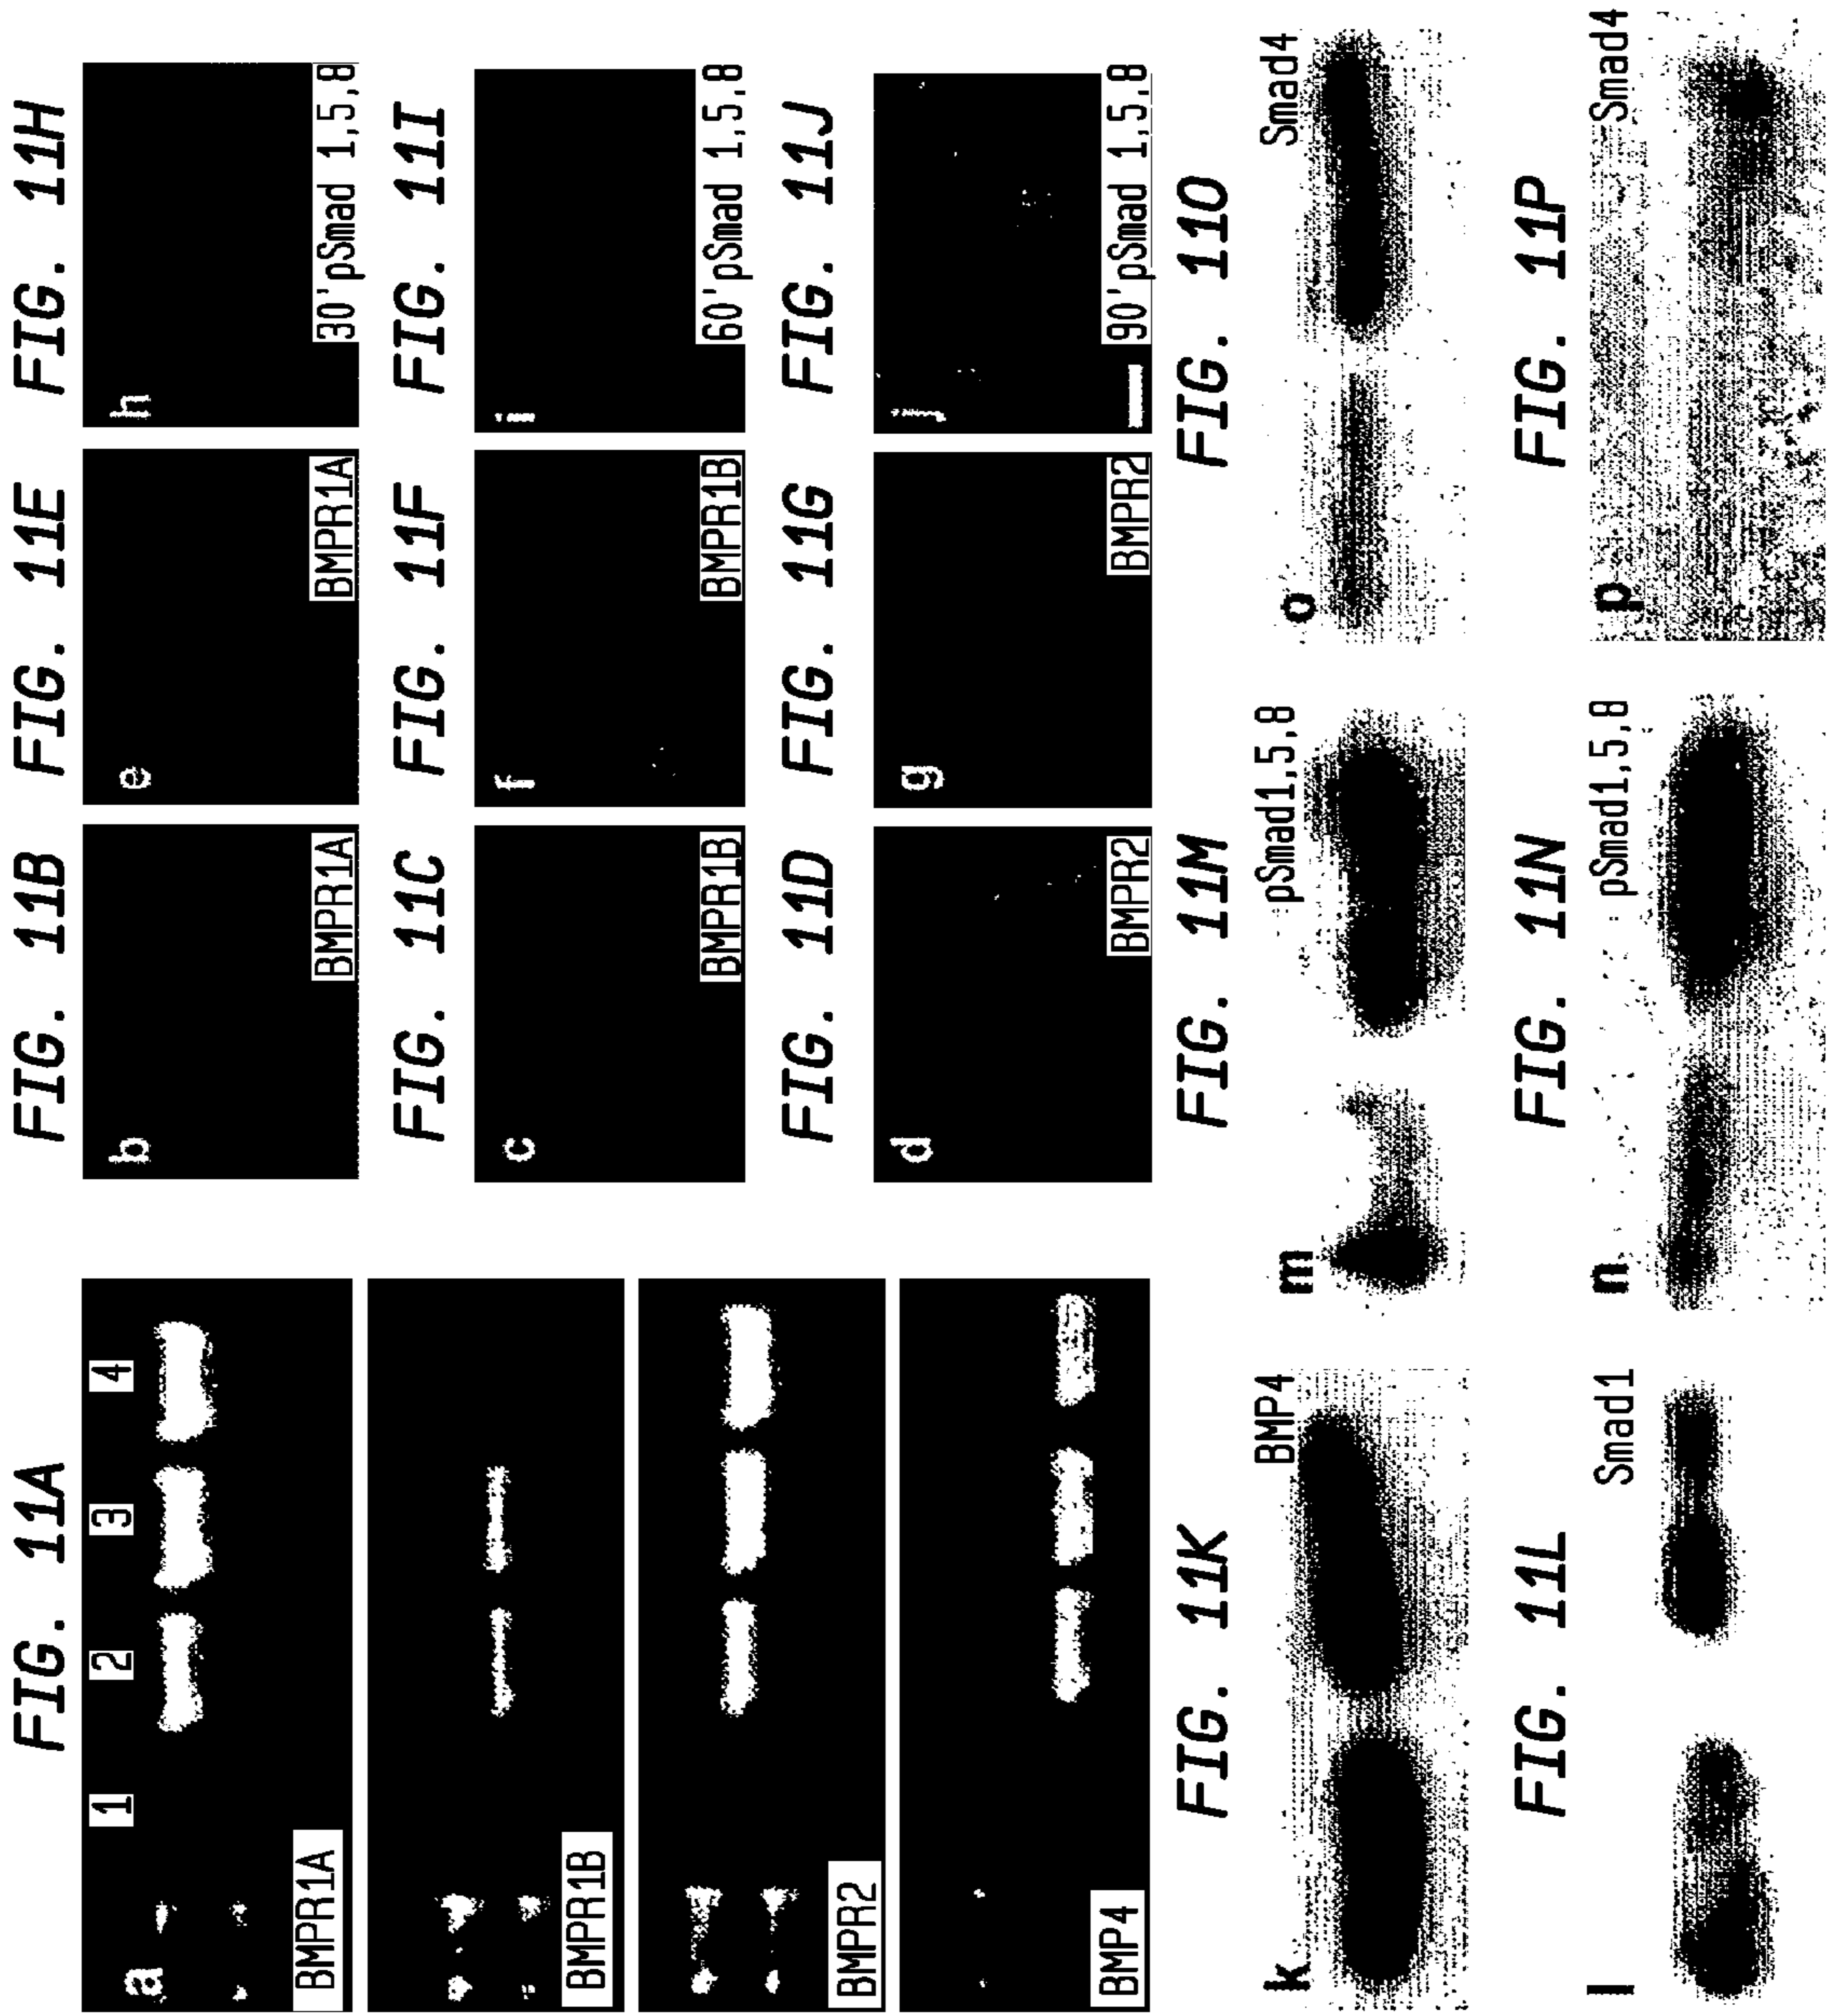 FIG. 11A
a
1 2 3 4
BMPR1A
BMPR1B
BMPR2
BMP4
FIG. 11B
b
BMPR1A
FIG. 11C
c
BMPR1B
FIG. 11D
d
BMPR2
FIG. 11E
e
BMPR1A
FIG. 11F
f
BMPR1B
FIG. 11G
g
BMPR2
FIG. 11H
h
30'pSmad 1,5,8
FIG. 11I
i
60'pSmad 1,5,8
FIG. 11J
j
90'pSmad 1,5,8
FIG. 11K
k
BMP4
FIG. 11L
l
Smad1
FIG. 11M
m
pSmad1,5,8
FIG. 11N
n
pSmad1,5,8
FIG. 11O
o
Smad4
FIG. 11P
p
Smad4